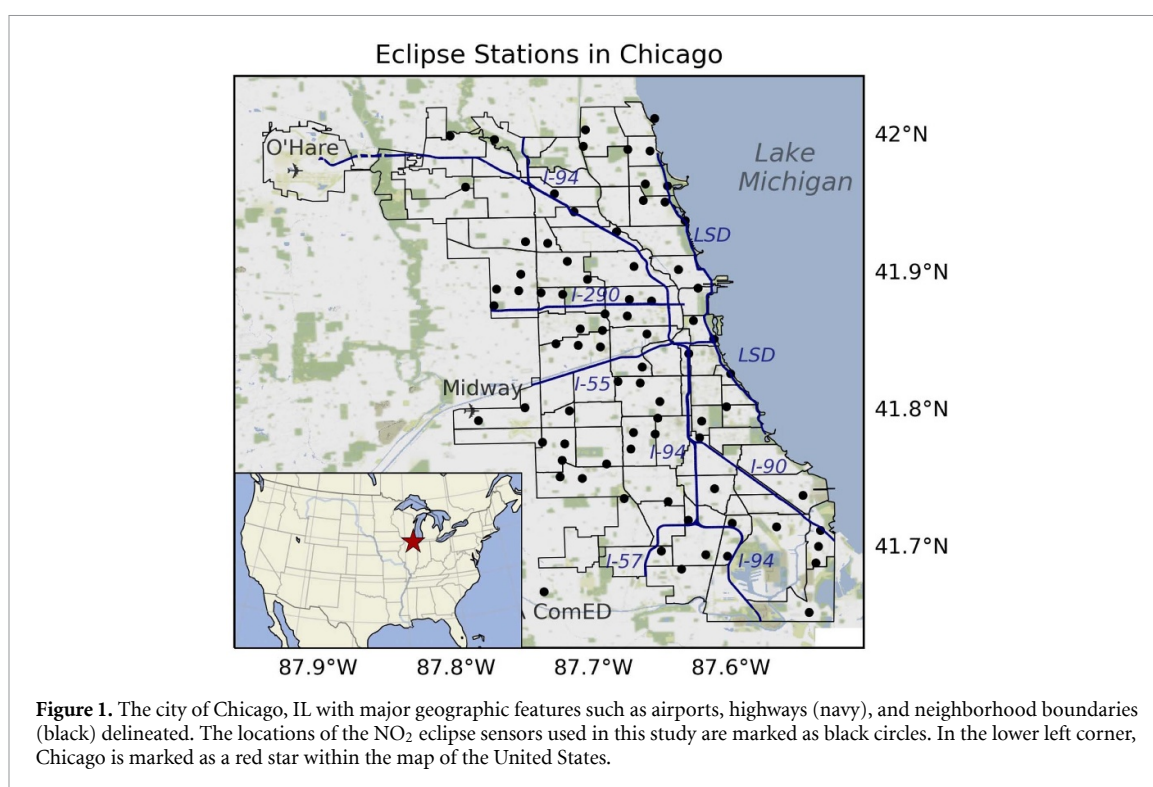 Eclipse Stations in Chicago
O'Hare
I-94
Lake
Michigan
42°N
LSD
41.9°N
I-290
LSD
Midway
I-55
41.8°N
I-94
I-90
41.7°N
I-57
I-94
ComED
87.9°W
87.8°W
87.7°W
87.6°W
Figure 1. The city of Chicago, IL with major geographic features such as airports, highways (navy), and neighborhood boundaries
(black) delineated. The locations of the NO₂ eclipse sensors used in this study are marked as black circles. In the lower left corner,
Chicago is marked as a red star within the map of the United States.